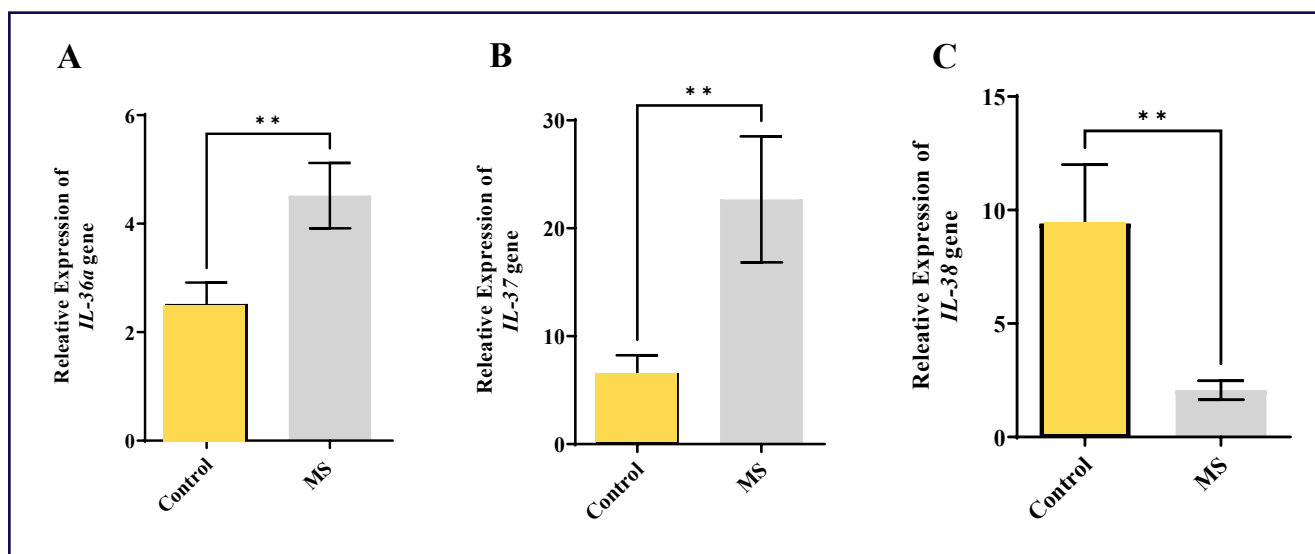 A
Releative Expression of
IL-36a gene
6
4
2
0
**
Control
MS
B
Releative Expression of
IL-37 gene
30
20
10
0
**
Control
MS
C
Releative Expression of
IL-38 gene
15
10
5
0
**
Control
MS